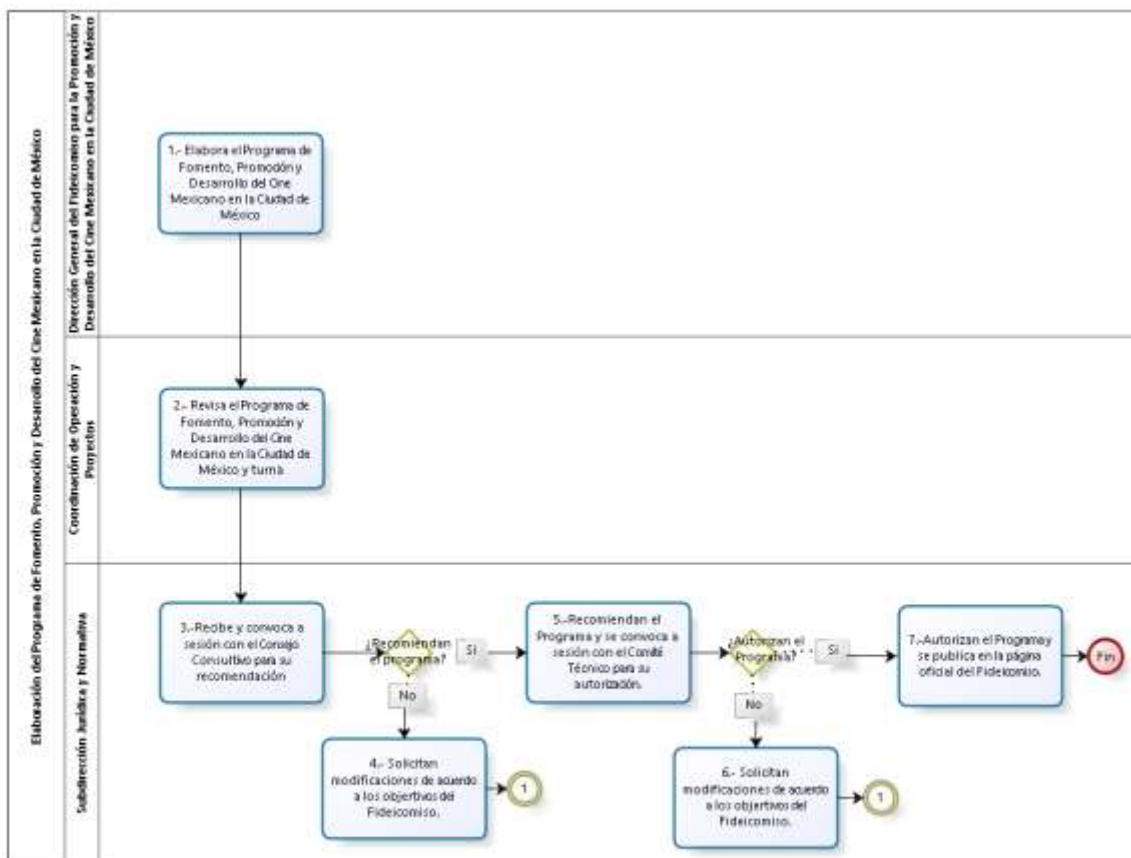 Elaboración del Programa de Fomento, Promoción y Desarrollo del Cine Mexicano en la Ciudad de México
Dirección General del Fideicomiso para la Promoción y
Desarrollo del Cine Mexicano en la Ciudad de México
1.- Elabora el Programa de
Fomento, Promoción y
Desarrollo del Cine
Mexicano en la Ciudad de
México
Coordinación de Operación y
Proyectos
2.- Revisa el Programa de
Fomento, Promoción y
Desarrollo del Cine
Mexicano en la Ciudad de
México y turna
Subdirección Jurídica y Normativa
3.-Recibe y convoca a
sesión con el Consejo
Consultivo para su
recomendación
¿Recomiendan
el programa?
Si
No
4.- Solicitan
modificaciones de acuerdo
a los objertivos del
Fideicomiso.
1
5.-Recomiendan el
Programa y se convoca a
sesión con el Comité
Técnico para su
autorización.
¿Autorizan el
Programa?
Si
No
6.- Solicitan
modificaciones de acuerdo
a los objertivos del
Fideicomiso.
1
7.-Autorizan el Programa y
se publica en la página
oficial del Fideicomiso.
Fin